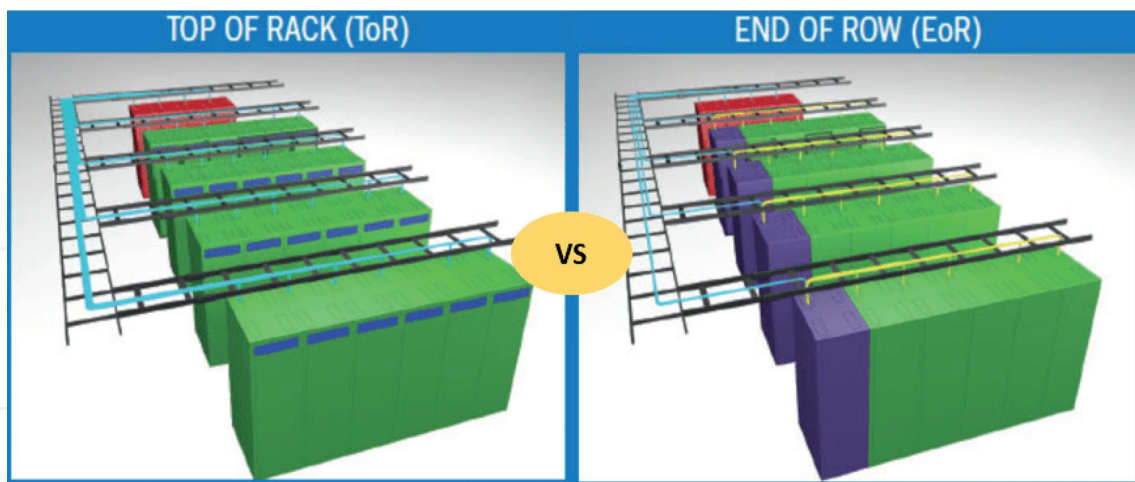 TOP OF RACK (ToR)
END OF ROW (EoR)
VS